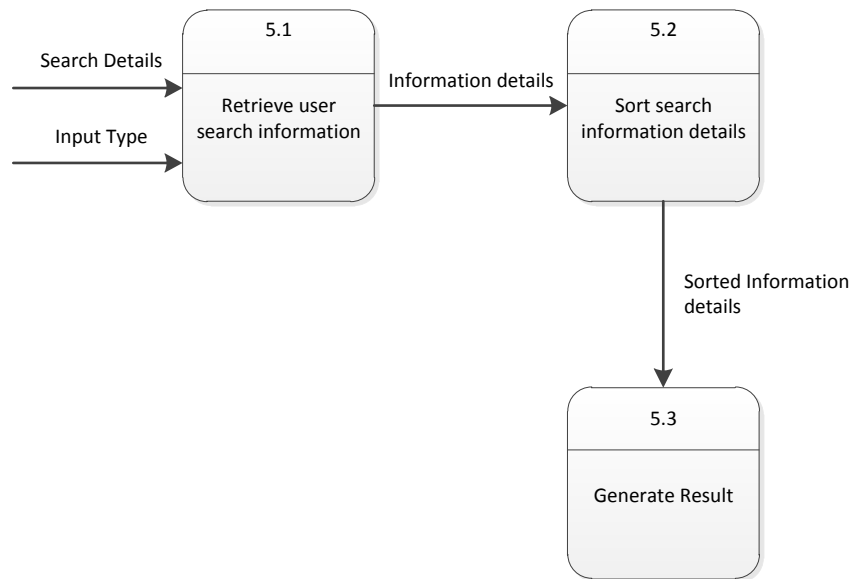 Search Details
Input Type
5.1
Retrieve user
search information
Information details
5.2
Sort search
information details
Sorted Information
details
5.3
Generate Result